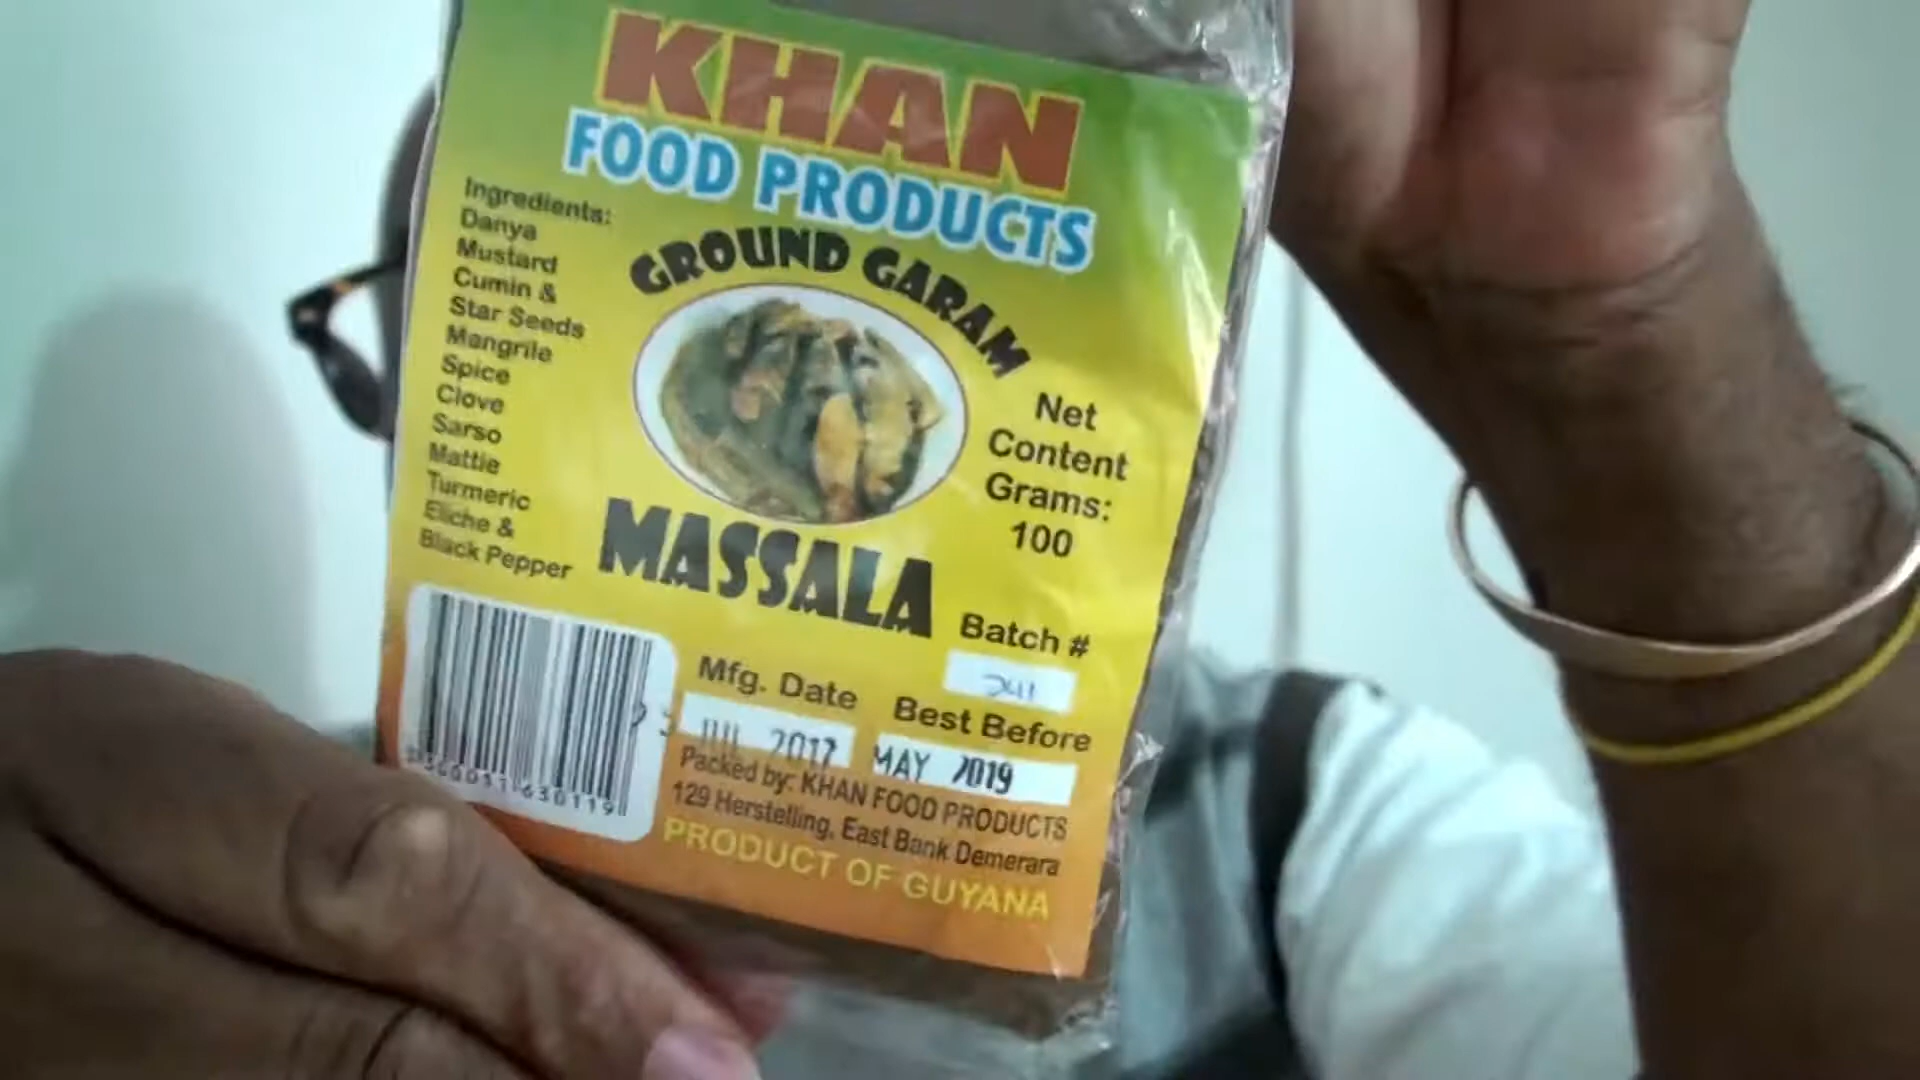 KHAN
FOOD PRODUCTS
Ingredients:
Danya
Mustard
Cumin &
Star Seeds
Mangrile
Spice
Clove
Sarso
Mattie
Turmeric
Eliche &
Black Pepper
GROUND GARAM
MASSALA
Net
Content
Grams:
100
Batch #
241
Mfg. Date
JUL 2017
Best Before
MAY 2019
Packed by: KHAN FOOD PRODUCTS
129 Herstelling, East Bank Demerara
PRODUCT OF GUYANA